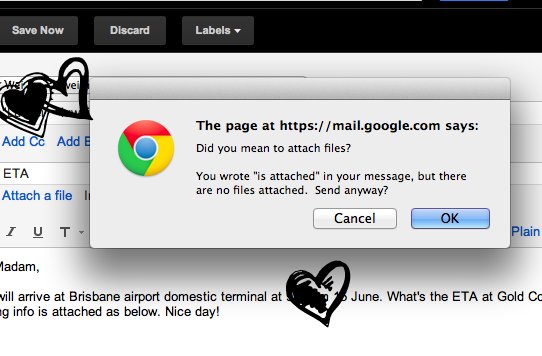 Save Now Discard Labels
The page at https://mail.google.com says:
Add Cc Add
Did you mean to attach files?
ETA
You wrote "is attached" in your message, but there
Attach a file
are no files attached. Send anyway?
Cancel OK
I U T Plain
Madam,
will arrive at Brisbane airport domestic terminal at June. What's the ETA at Gold
info is attached as below. Nice day!